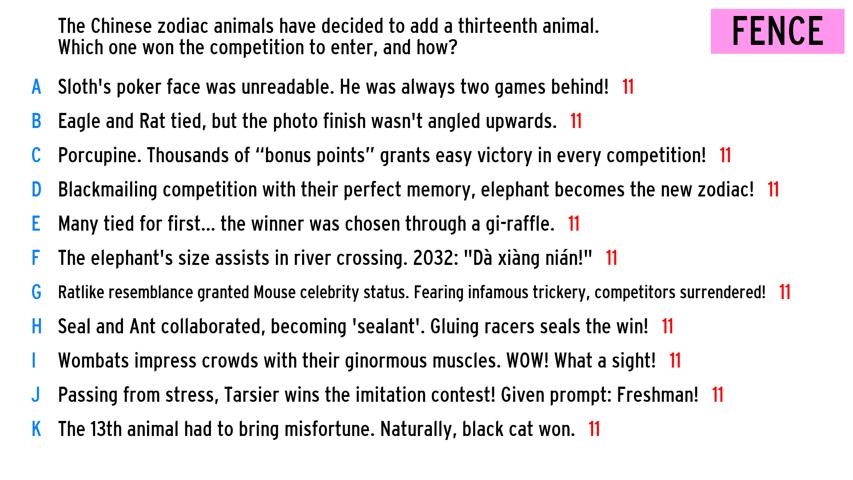 The Chinese zodiac animals have decided to add a thirteenth animal.
Which one won the competition to enter, and how?
FENCE
A Sloth's poker face was unreadable. He was always two games behind! 11
B Eagle and Rat tied, but the photo finish wasn't angled upwards. 11
C Porcupine. Thousands of “bonus points” grants easy victory in every competition! 11
D Blackmailing competition with their perfect memory, elephant becomes the new zodiac! 11
E Many tied for first... the winner was chosen through a gi-raffle. 11
F The elephant's size assists in river crossing. 2032: "Dà xiàng nián!" 11
G Ratlike resemblance granted Mouse celebrity status. Fearing infamous trickery, competitors surrendered! 11
H Seal and Ant collaborated, becoming 'sealant'. Gluing racers seals the win! 11
I Wombats impress crowds with their ginormous muscles. WOW! What a sight! 11
J Passing from stress, Tarsier wins the imitation contest! Given prompt: Freshman! 11
K The 13th animal had to bring misfortune. Naturally, black cat won. 11